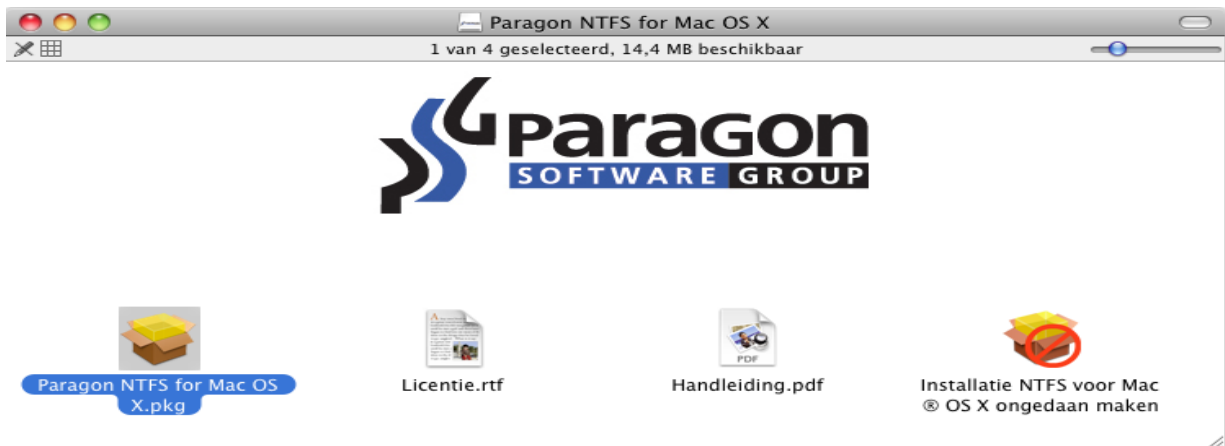 Paragon NTFS for Mac OS X
1 van 4 geselecteerd, 14,4 MB beschikbaar
Paragon
SOFTWARE GROUP
PDF
Paragon NTFS for Mac OS
X.pkg
Licentie.rtf
Handleiding.pdf
Installatie NTFS voor Mac
® OS X ongedaan maken